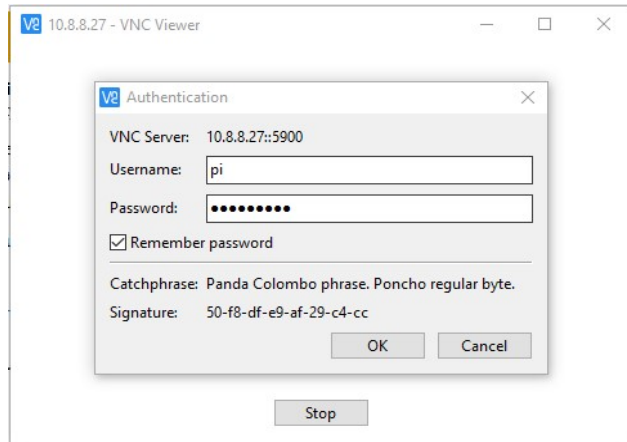 10.8.8.27 - VNC Viewer
Authentication
VNC Server: 10.8.8.27::5900
Username: pi
Password: ●●●●●●●●●
Remember password
Catchphrase: Panda Colombo phrase. Poncho regular byte.
Signature: 50-f8-df-e9-af-29-c4-cc
OK Cancel
Stop